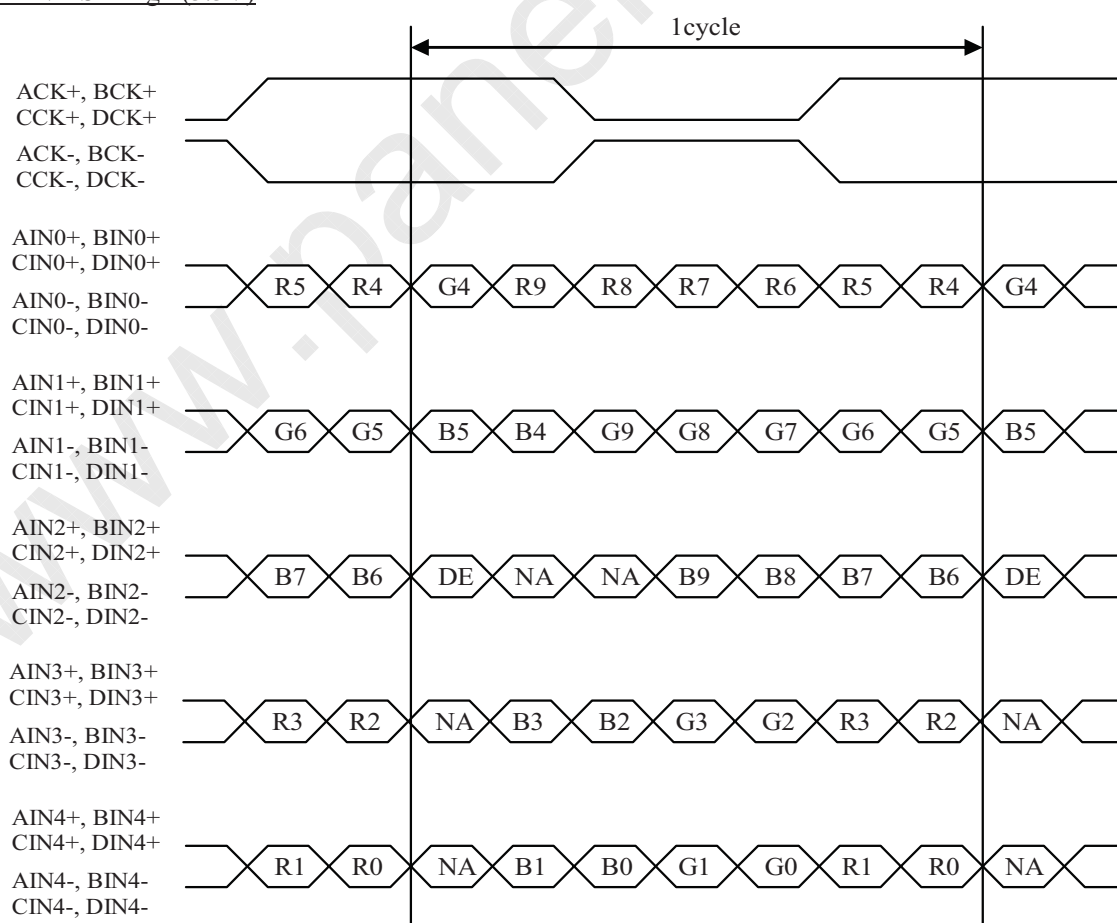 1cycle
ACK+, BCK+
CCK+, DCK+
ACK-, BCK-
CCK-, DCK-
AIN0+, BIN0+
CIN0+, DIN0+
AIN0-, BIN0-
CIN0-, DIN0-
R5 R4 G4 R9 R8 R7 R6 R5 R4 G4
AIN1+, BIN1+
CIN1+, DIN1+
AIN1-, BIN1-
CIN1-, DIN1-
G6 G5 B5 B4 G9 G8 G7 G6 G5 B5
AIN2+, BIN2+
CIN2+, DIN2+
AIN2-, BIN2-
CIN2-, DIN2-
B7 B6 DE NA NA B9 B8 B7 B6 DE
AIN3+, BIN3+
CIN3+, DIN3+
AIN3-, BIN3-
CIN3-, DIN3-
R3 R2 NA B3 B2 G3 G2 R3 R2 NA
AIN4+, BIN4+
CIN4+, DIN4+
AIN4-, BIN4-
CIN4-, DIN4-
R1 R0 NA B1 B0 G1 G0 R1 R0 NA
www.pane